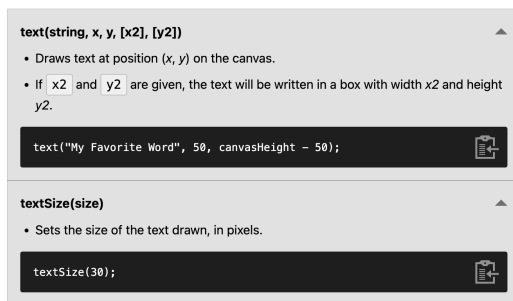 text(string, x, y, [x2], [y2])
• Draws text at position (x, y) on the canvas.
• If x2 and y2 are given, the text will be written in a box with width x2 and height
y2.
text("My Favorite Word", 50, canvasHeight - 50);
textSize(size)
• Sets the size of the text drawn, in pixels.
textSize(30);